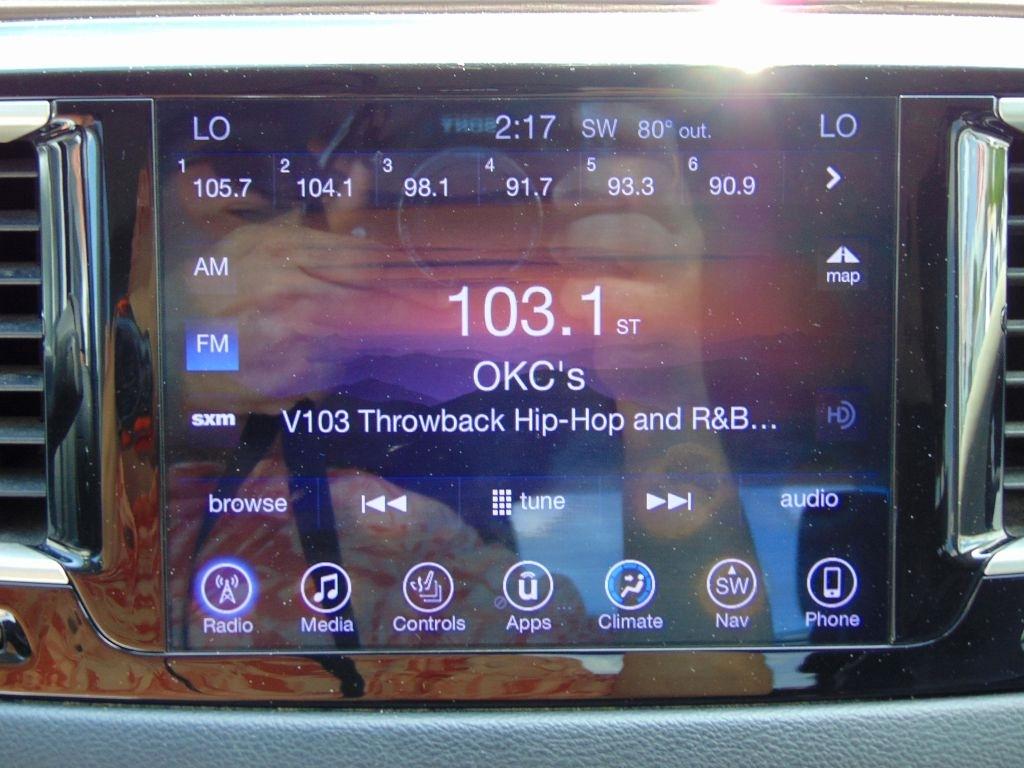 LO 2:17 SW 80° out. LO
1 105.7 2 104.1 3 98.1 4 91.7 5 93.3 6 90.9
AM
map
103.1 ST
FM
OKC's
sxm
V103 Throwback Hip-Hop and R&B...
HD
browse tune audio
Radio Media Controls Apps Climate SW Nav Phone